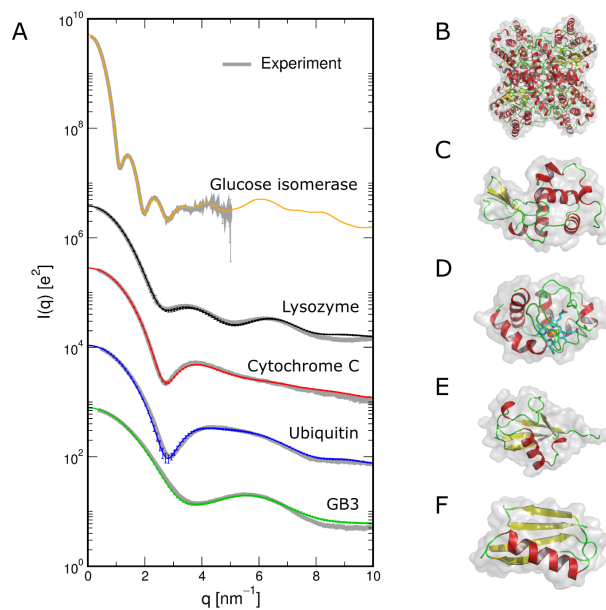 A
B
10^10
Experiment
10^8
C
Glucose isomerase
10^6
D
I(q) [e^2]
Lysozyme
Cytochrome C
10^4
E
Ubiquitin
10^2
GB3
F
10^0
0 2 4 6 8 10
q [nm^-1]